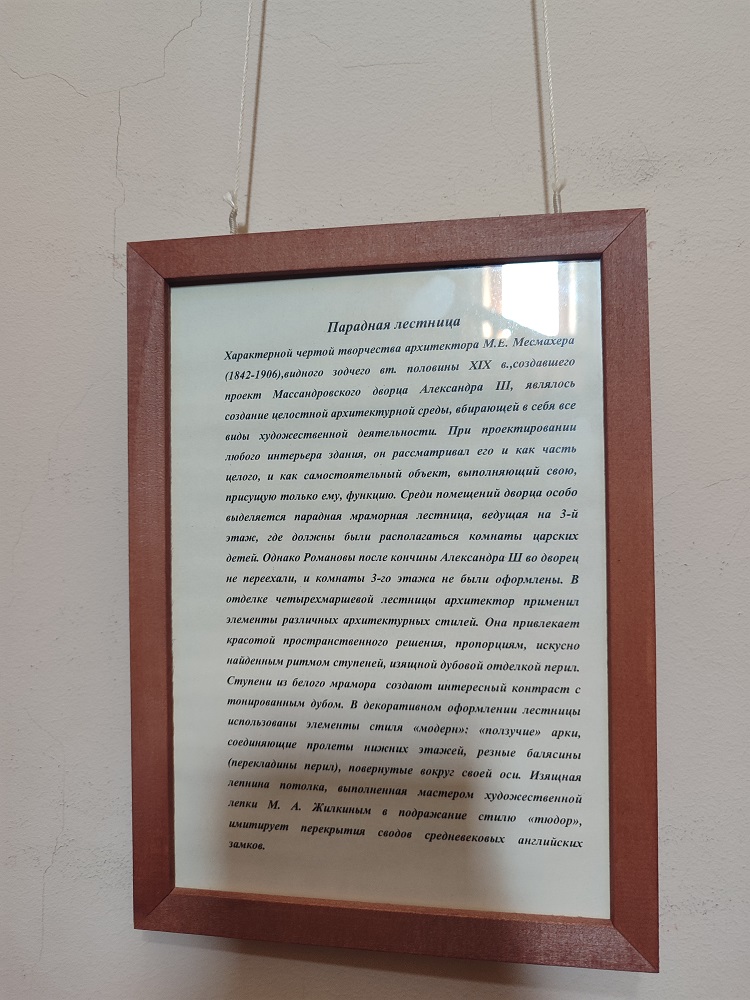 Парадная лестница
Характерной чертой творчества архитектора М.Е. Месмахера
(1842-1906),видного зодчего вт. половины XIX в.,создавшего
проект Массандровского дворца Александра III, являлось
создание целостной архитектурной среды, вбирающей в себя все
виды художественной деятельности. При проектировании
любого интерьера здания, он рассматривал его и как часть
целого, и как самостоятельный объект, выполняющий свою,
присущую только ему, функцию. Среди помещений дворца особо
выделяется парадная мраморная лестница, ведущая на 3-й
этаж, где должны были располагаться комнаты царских
детей. Однако Романовы после кончины Александра Ш во дворец
не переехали, и комнаты 3-го этажа не были оформлены. В
отделке четырехмаршевой лестницы архитектор применил
элементы различных архитектурных стилей. Она привлекает
красотой пространственного решения, пропорциям, искусно
найденным ритмом ступеней, изящной дубовой отделкой перил.
Ступени из белого мрамора создают интересный контраст с
тонированным дубом. В декоративном оформлении лестницы
использованы элементы стиля «модерн»: «ползучие» арки,
соединяющие пролеты нижних этажей, резные балясины
(перекладины перил), повернутые вокруг своей оси. Изящная
лепнина потолка, выполненная мастером художественной
лепки М. А. Жилкиным в подражание стилю «тюдор»,
имитирует перекрытия сводов средневековых английских
замков.